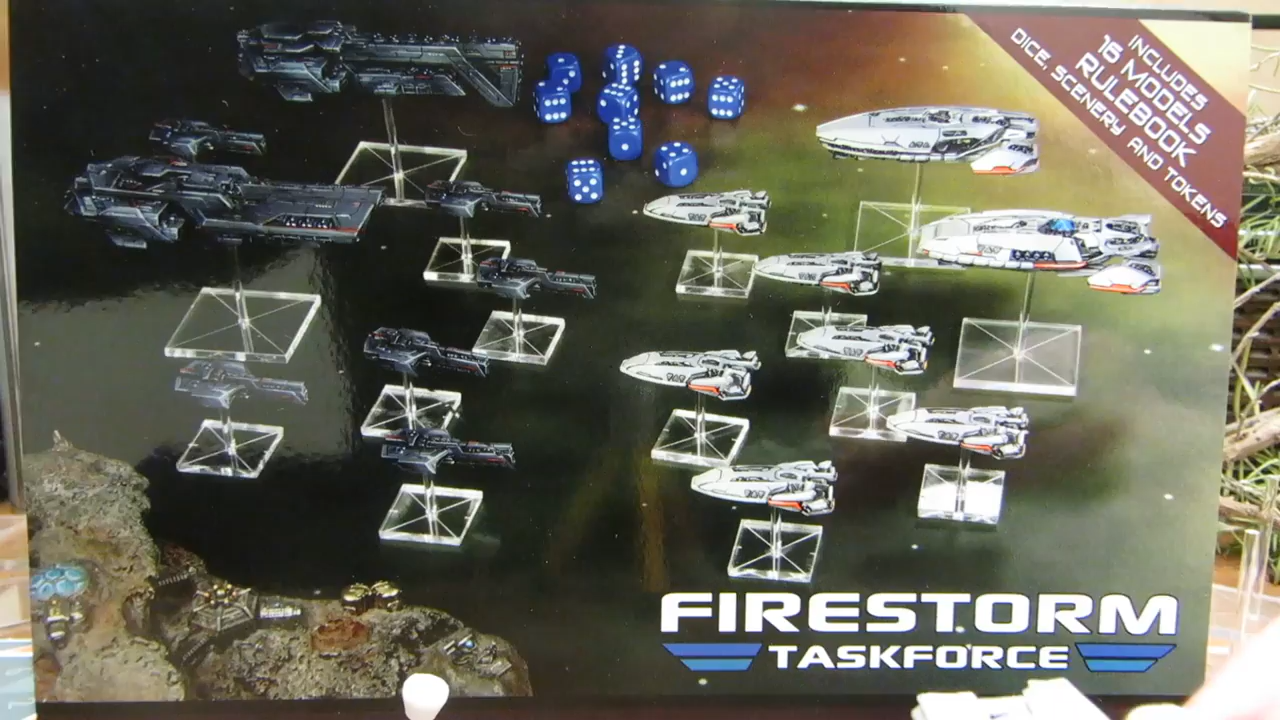 INCLUDES
16 MODELS
RULEBOOK
DICE, SCENERY AND TOKENS
FIRESTORM
TASKFORCE